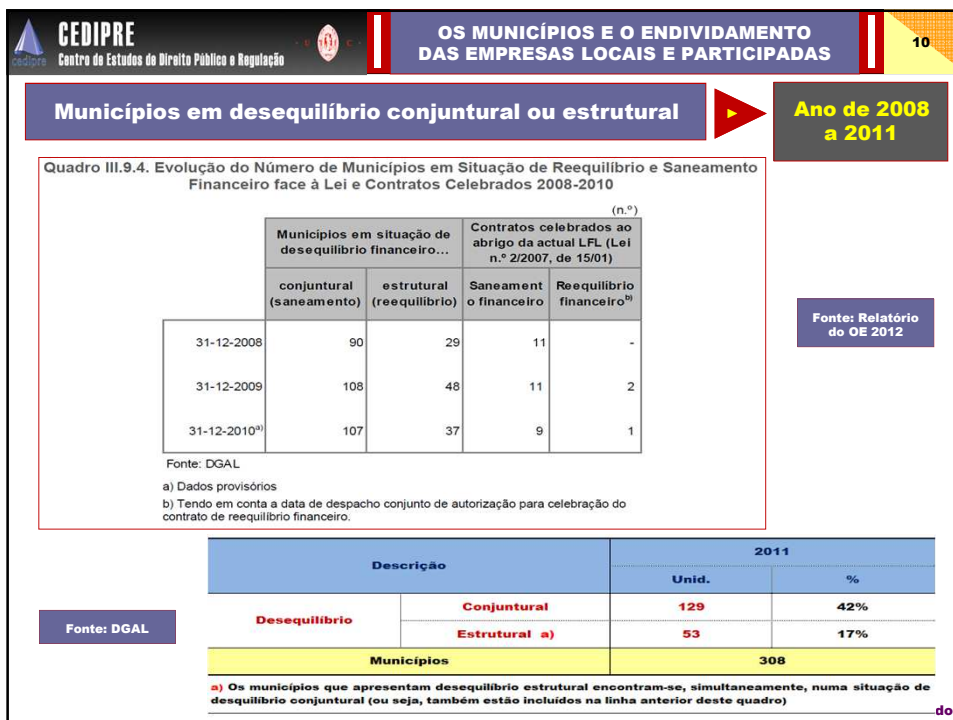 CEDIPRE
cedipre
Centro de Estudos de Direito Público e Regulação
OS MUNICÍPIOS E O ENDIVIDAMENTO
DAS EMPRESAS LOCAIS E PARTICIPADAS
10
Municípios em desequilíbrio conjuntural ou estrutural
Ano de 2008
a 2011
Quadro III.9.4. Evolução do Número de Municípios em Situação de Reequilíbrio e Saneamento
Financeiro face à Lei e Contratos Celebrados 2008-2010
(n.º)
Municípios em situação de
desequilíbrio financeiro...
Contratos celebrados ao
abrigo da actual LFL (Lei
n.º 2/2007, de 15/01)
conjuntural
(saneamento)
estrutural
(reequilíbrio)
Saneament
o financeiro
Reequilíbrio
financeiro b)
31-12-2008 90 29 11 -
31-12-2009 108 48 11 2
31-12-2010 a) 107 37 9 1
Fonte: DGAL
a) Dados provisórios
b) Tendo em conta a data de despacho conjunto de autorização para celebração do
contrato de reequilíbrio financeiro.
Fonte: Relatório
do OE 2012
Descrição
2011
Unid. %
Desequilíbrio
Conjuntural 129 42%
Estrutural a) 53 17%
Municípios 308
Fonte: DGAL
a) Os municípios que apresentam desequilíbrio estrutural encontram-se, simultaneamente, numa situação de
desquilíbrio conjuntural (ou seja, também estão incluídos na linha anterior deste quadro)
do